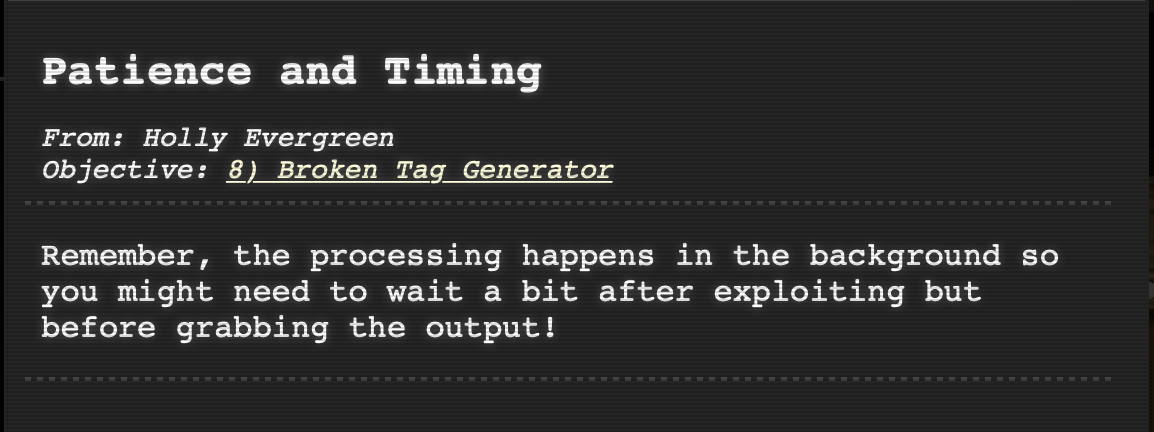 Patience and Timing
From: Holly Evergreen
Objective: 8) Broken Tag Generator
Remember, the processing happens in the background so
you might need to wait a bit after exploiting but
before grabbing the output!